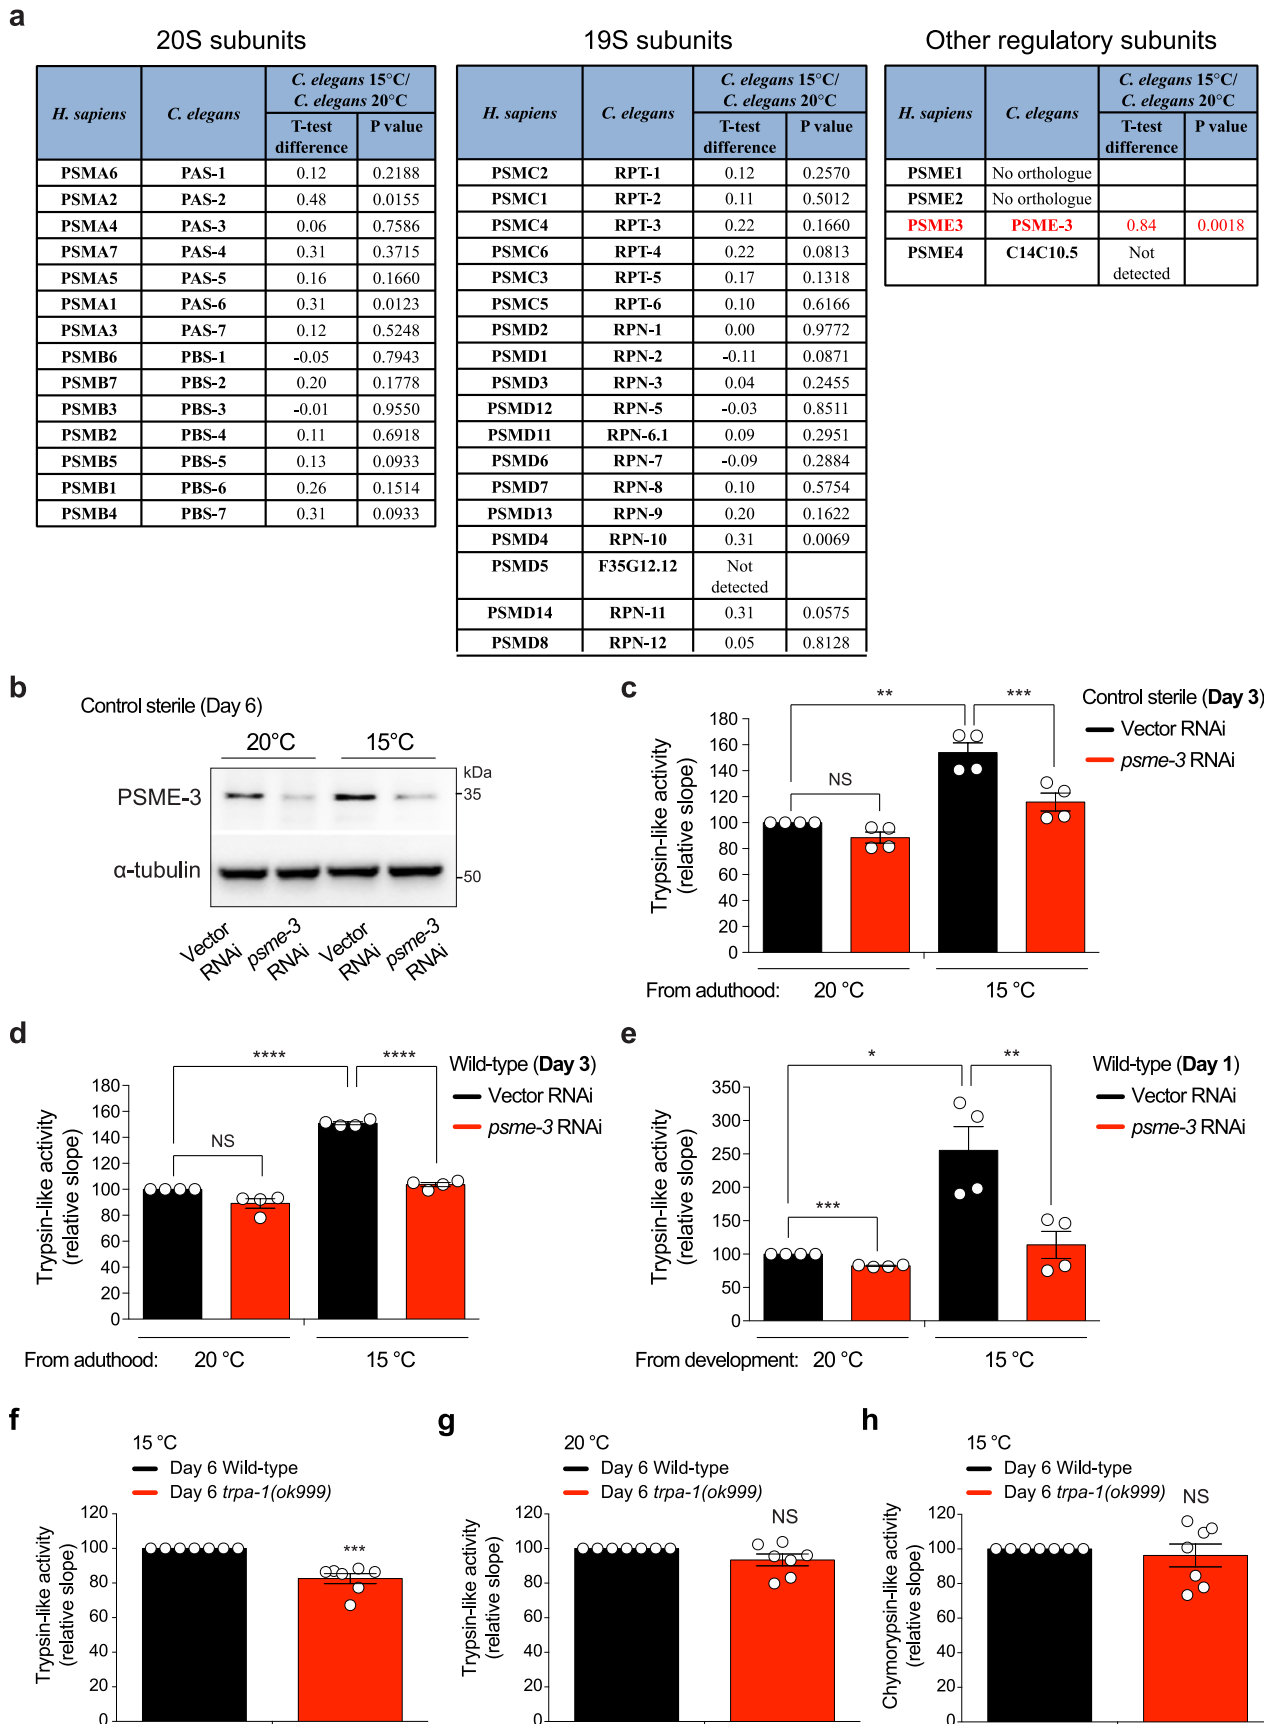 a
20S subunits
H. sapiens C. elegans C. elegans 15°C/ C. elegans 20°C
T-test difference P value
PSMA6 PAS-1 0.12 0.2188
PSMA2 PAS-2 0.48 0.0155
PSMA4 PAS-3 0.06 0.7586
PSMA7 PAS-4 0.31 0.3715
PSMA5 PAS-5 0.16 0.1660
PSMA1 PAS-6 0.31 0.0123
PSMA3 PAS-7 0.12 0.5248
PSMB6 PBS-1 -0.05 0.7943
PSMB7 PBS-2 0.20 0.1778
PSMB3 PBS-3 -0.01 0.9550
PSMB2 PBS-4 0.11 0.6918
PSMB5 PBS-5 0.13 0.0933
PSMB1 PBS-6 0.26 0.1514
PSMB4 PBS-7 0.31 0.0933
19S subunits
H. sapiens C. elegans C. elegans 15°C/ C. elegans 20°C
T-test difference P value
PSMC2 RPT-1 0.12 0.2570
PSMC1 RPT-2 0.11 0.5012
PSMC4 RPT-3 0.22 0.1660
PSMC6 RPT-4 0.22 0.0813
PSMC3 RPT-5 0.17 0.1318
PSMC5 RPT-6 0.10 0.6166
PSMD2 RPN-1 0.00 0.9772
PSMD1 RPN-2 -0.11 0.0871
PSMD3 RPN-3 0.04 0.2455
PSMD12 RPN-5 -0.03 0.8511
PSMD11 RPN-6.1 0.09 0.2951
PSMD6 RPN-7 -0.09 0.2884
PSMD7 RPN-8 0.10 0.5754
PSMD13 RPN-9 0.20 0.1622
PSMD4 RPN-10 0.31 0.0069
PSMD5 F35G12.12 Not detected
PSMD14 RPN-11 0.31 0.0575
PSMD8 RPN-12 0.05 0.8128
Other regulatory subunits
H. sapiens C. elegans C. elegans 15°C/ C. elegans 20°C
T-test difference P value
PSME1 No orthologue
PSME2 No orthologue
PSME3 PSME-3 0.84 0.0018
PSME4 C14C10.5 Not detected
b
Control sterile (Day 6)
20°C 15°C
kDa
PSME-3 -35
α-tubulin -50
Vector RNAi psme-3 RNAi Vector RNAi psme-3 RNAi
c
Control sterile (Day 3)
Vector RNAi
psme-3 RNAi
** ***
NS
Trypsin-like activity (relative slope)
180
160
140
120
100
80
60
40
20
0
From aduthood: 20 °C 15 °C
d
Wild-type (Day 3)
Vector RNAi
psme-3 RNAi
**** ****
NS
Trypsin-like activity (relative slope)
180
160
140
120
100
80
60
40
20
0
From aduthood: 20 °C 15 °C
e
Wild-type (Day 1)
Vector RNAi
psme-3 RNAi
* **
***
Trypsin-like activity (relative slope)
350
300
250
200
150
100
50
0
From development: 20 °C 15 °C
f
15 °C
Day 6 Wild-type
Day 6 trpa-1(ok999)
***
Trypsin-like activity (relative slope)
120
100
80
60
40
20
0
g
20 °C
Day 6 Wild-type
Day 6 trpa-1(ok999)
NS
Trypsin-like activity (relative slope)
120
100
80
60
40
20
0
h
15 °C
Day 6 Wild-type
Day 6 trpa-1(ok999)
NS
Chymorypsin-like activity (relative slope)
120
100
80
60
40
20
0